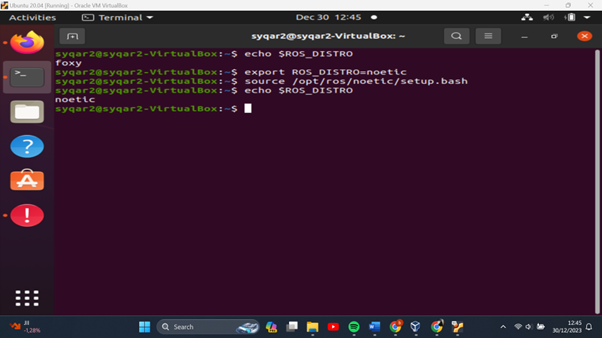 Ubuntu 20.04 [Running] - Oracle VM VirtualBox
Activities
Terminal
Dec 30 12:45
syqar2@syqar2-VirtualBox: ~
syqar2@syqar2-VirtualBox:~$ echo $ROS_DISTRO
foxy
syqar2@syqar2-VirtualBox:~$ export ROS_DISTRO=noetic
syqar2@syqar2-VirtualBox:~$ source /opt/ros/noetic/setup.bash
syqar2@syqar2-VirtualBox:~$ echo $ROS_DISTRO
noetic
syqar2@syqar2-VirtualBox:~$
-1,28%
Search
12.45
30/12/2023